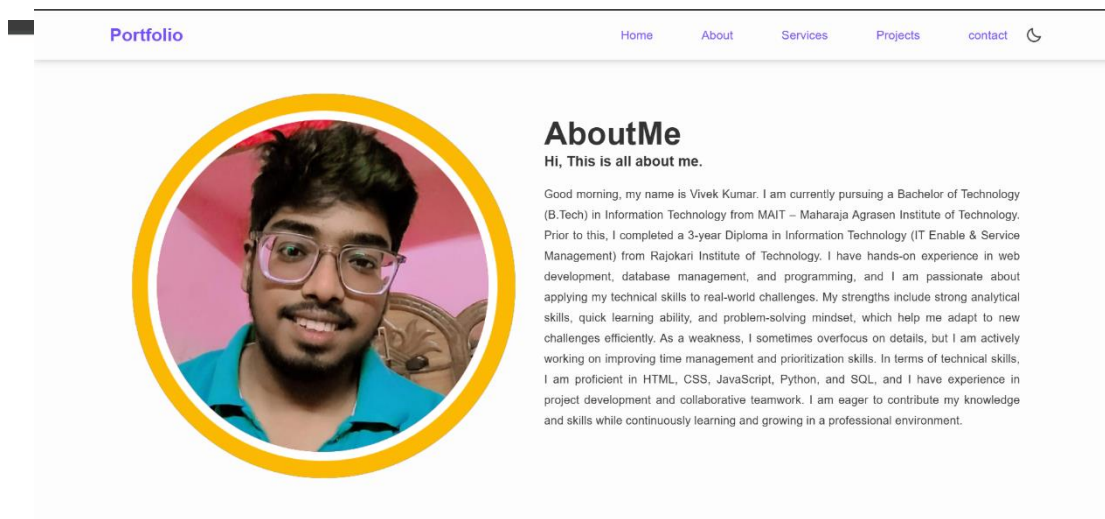 Portfolio
Home
About
Services
Projects
contact
AboutMe
Hi, This is all about me.
Good morning, my name is Vivek Kumar. I am currently pursuing a Bachelor of Technology
(B.Tech) in Information Technology from MAIT – Maharaja Agrasen Institute of Technology.
Prior to this, I completed a 3-year Diploma in Information Technology (IT Enable & Service
Management) from Rajokari Institute of Technology. I have hands-on experience in web
development, database management, and programming, and I am passionate about
applying my technical skills to real-world challenges. My strengths include strong analytical
skills, quick learning ability, and problem-solving mindset, which help me adapt to new
challenges efficiently. As a weakness, I sometimes overfocus on details, but I am actively
working on improving time management and prioritization skills. In terms of technical skills,
I am proficient in HTML, CSS, JavaScript, Python, and SQL, and I have experience in
project development and collaborative teamwork. I am eager to contribute my knowledge
and skills while continuously learning and growing in a professional environment.